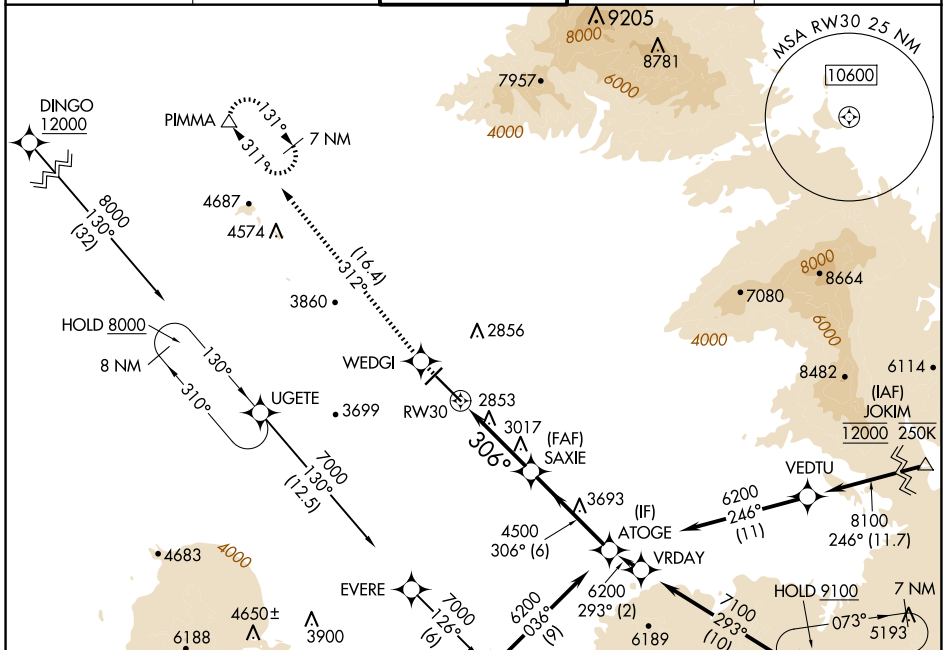 9205
8000
8781
7957
6000
4000
MSA RW30 25 NM
10600
DINGO
12000
PIMMA
131°
311°
7 NM
8000
130°
(32)
4687
4574
(16.4)
312°
3860
HOLD 8000
8 NM
130°
310°
UGETE
2856
WEDGI
RW30
2853
3017
3699
306°
(FAF)
SAXIE
8000
8664
7080
4000
6000
8482
6114
(IAF)
JOKIM
12000 250K
VEDTU
7000
130°
(12.5)
3693
(IF)
ATOGE
4500
306° (6)
6200
246°
(11)
8100
246° (11.7)
VRDAY
4683
4000
EVERE
7000
126°
(6)
6200
036°
(9)
6200
293° (2)
7100
293°
(10)
HOLD 9100
7 NM
073°
5193
4650±
3900
6188
6189